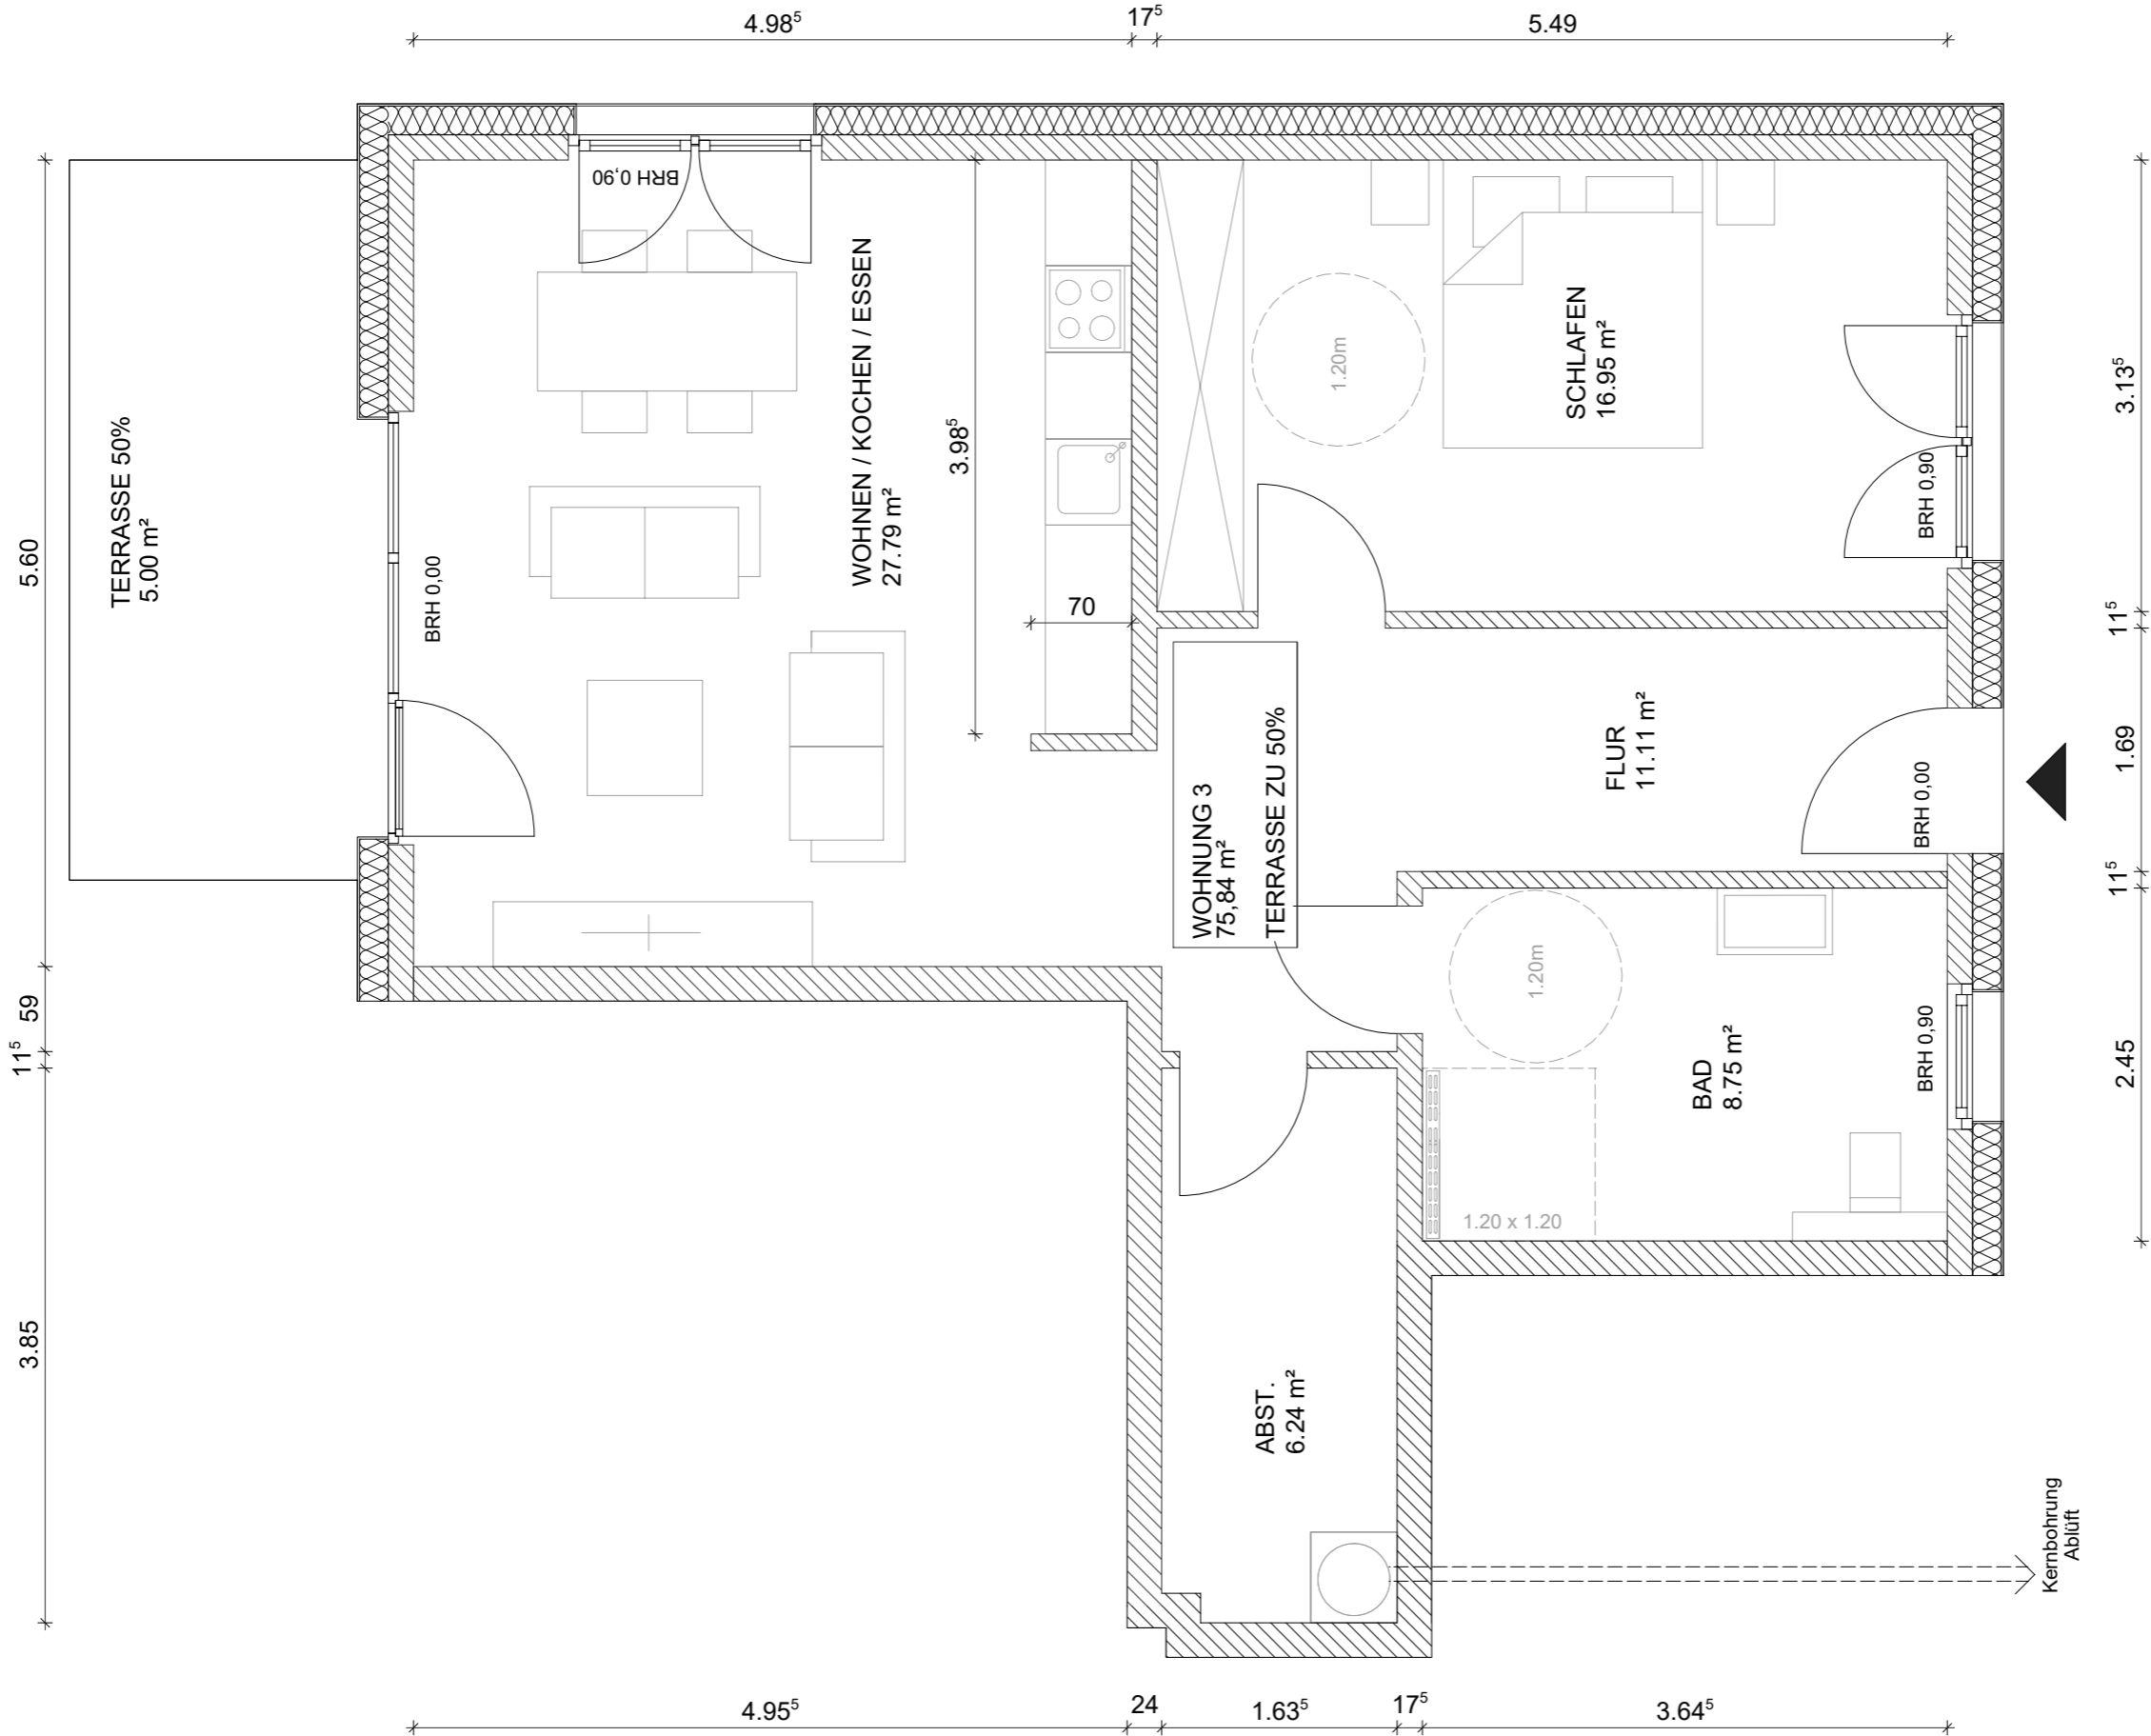 4.98⁵
17⁵
5.49
5.60
59
11⁵
3.85
TERRASSE 50%
5.00 m²
BRH 0,90
BRH 0,00
WOHNEN / KOCHEN / ESSEN
27.79 m²
3.98⁵
70
1.20m
SCHLAFEN
16.95 m²
BRH 0,90
WOHNUNG 3
75,84 m²
TERRASSE ZU 50%
FLUR
11.11 m²
BRH 0,00
1.20m
BAD
8.75 m²
BRH 0,90
1.20 x 1.20
ABST.
6.24 m²
Kernbohrung
Ablüft
3.13⁵
11⁵
1.69
11⁵
2.45
4.95⁵
24
1.63⁵
17⁵
3.64⁵